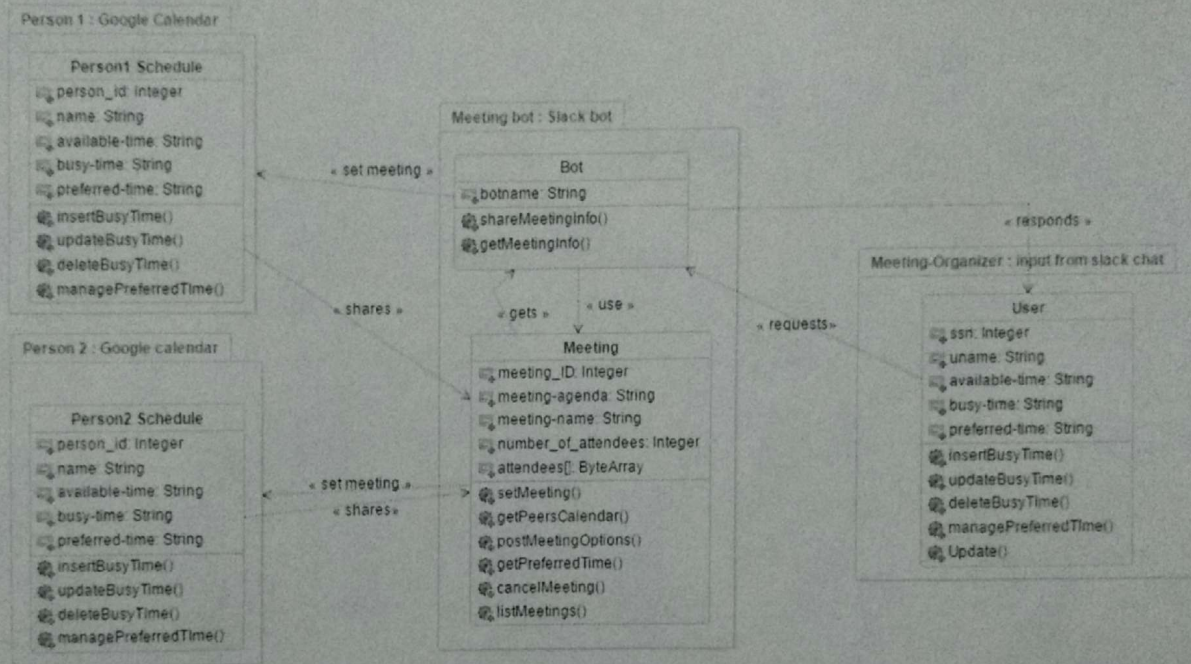 Person 1 : Google Calendar
Person1 Schedule
person_id: Integer
name: String
available-time: String
busy-time: String
preferred-time: String
insertBusyTime()
updateBusyTime()
deleteBusyTime()
managePreferredTIme()
Person 2 : Google calendar
Person2 Schedule
person_id: Integer
name: String
available-time: String
busy-time: String
preferred-time: String
insertBusyTime()
updateBusyTime()
deleteBusyTime()
managePreferredTIme()
« set meeting »
« shares »
« set meeting »
« shares»
Meeting bot : Slack bot
Bot
botname: String
shareMeetingInfo()
getMeetingInfo()
« gets »
« use »
Meeting
meeting_ID: Integer
meeting-agenda: String
meeting-name: String
number_of_attendees: Integer
attendees[]: ByteArray
setMeeting()
getPeersCalendar()
postMeetingOptions()
getPreferredTime()
cancelMeeting()
listMeetings()
« responds »
« requests»
Meeting-Organizer : input from slack chat
User
ssn: Integer
uname: String
available-time: String
busy-time: String
preferred-time: String
insertBusyTime()
updateBusyTime()
deleteBusyTIme()
managePreferredTIme()
Update()